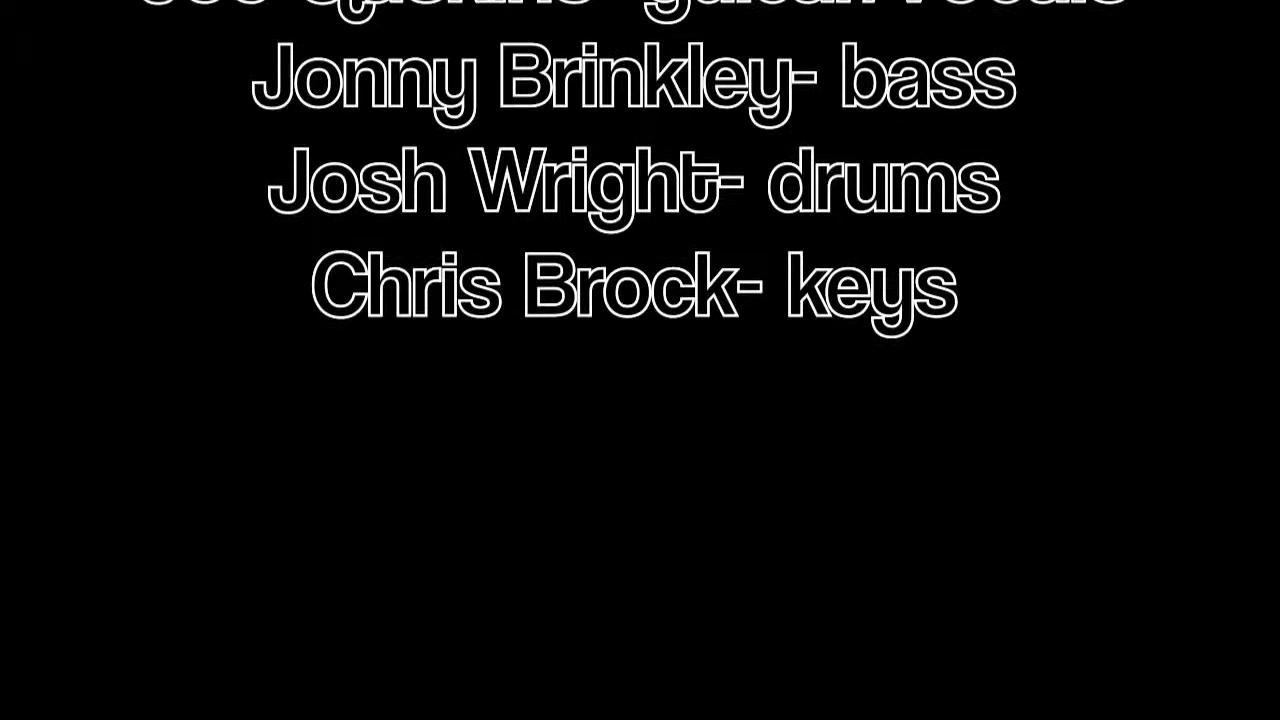 Jonny Brinkley- bass
Josh Wright- drums
Chris Brock- keys